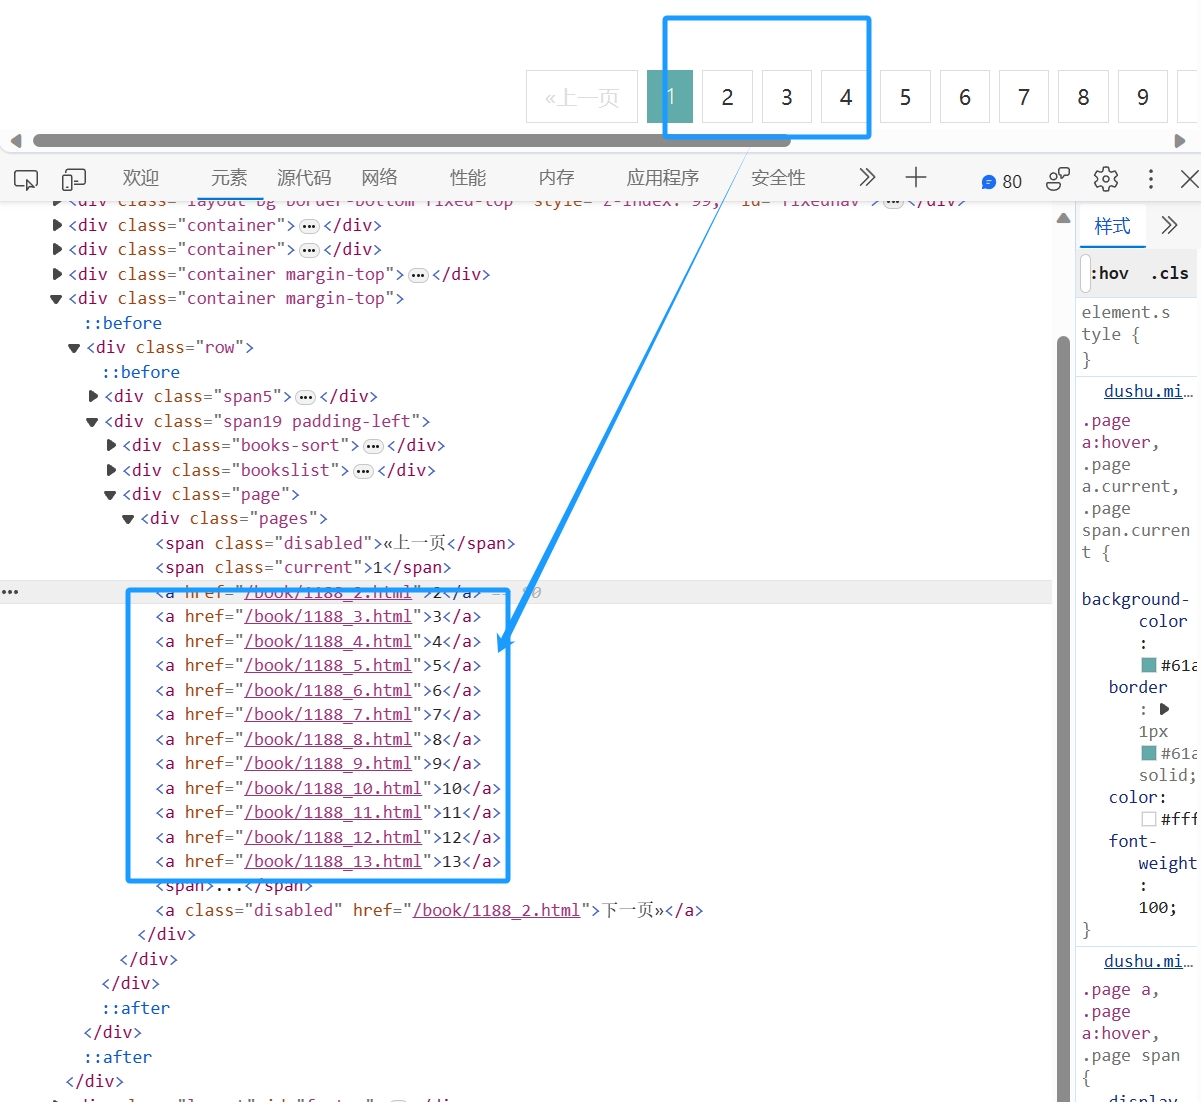 «上一页 1 2 3 4 5 6 7 8 9
欢迎 元素 源代码 网络 性能 内存 应用程序 安全性 80
<div class="layout bg border-bottom fixed-top" style="z-index: 99;" id="fixednav">…</div>
<div class="container">…</div>
<div class="container">…</div>
<div class="container margin-top">…</div>
<div class="container margin-top">
::before
<div class="row">
::before
<div class="span5">…</div>
<div class="span19 padding-left">
<div class="books-sort">…</div>
<div class="bookslist">…</div>
<div class="page">
<div class="pages">
<span class="disabled">«上一页</span>
<span class="current">1</span>
<a href="/book/1188_2.html">2</a> == $0
<a href="/book/1188_3.html">3</a>
<a href="/book/1188_4.html">4</a>
<a href="/book/1188_5.html">5</a>
<a href="/book/1188_6.html">6</a>
<a href="/book/1188_7.html">7</a>
<a href="/book/1188_8.html">8</a>
<a href="/book/1188_9.html">9</a>
<a href="/book/1188_10.html">10</a>
<a href="/book/1188_11.html">11</a>
<a href="/book/1188_12.html">12</a>
<a href="/book/1188_13.html">13</a>
<span>...</span>
<a class="disabled" href="/book/1188_2.html">下一页»</a>
</div>
</div>
</div>
::after
</div>
::after
</div>
样式
:hov .cls
element.s
tyle {
}
dushu.mi…
.page
a:hover,
.page
a.current,
.page
span.curren
t {
background-
color
:
#61a
border
:
1px
#61a
solid;
color:
#fff
font-
weight
:
100;
}
dushu.mi…
.page a,
.page
a:hover,
.page span
{
display